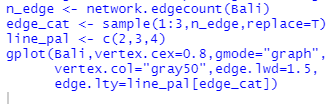 n_edge <- network.edgecount(Bali)
edge_cat <- sample(1:3,n_edge,replace=T)
line_pal <- c(2,3,4)
gplot(Bali,vertex.cex=0.8,gmode="graph",
vertex.col="gray50",edge.lwd=1.5,
edge.lty=line_pal[edge_cat])